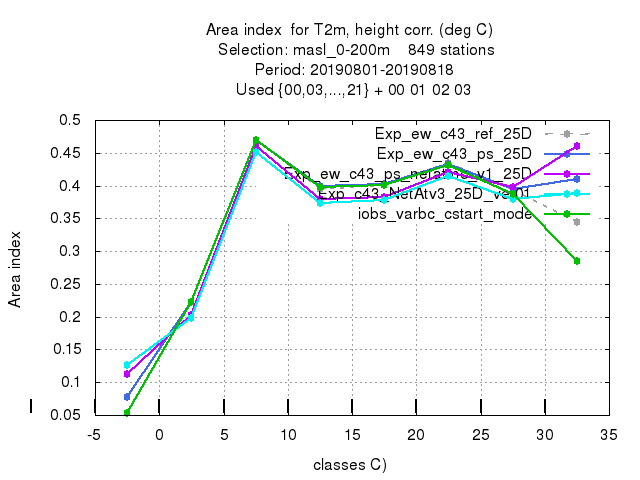 Area index  for T2m, height corr. (deg C)
Selection: masl_0-200m    849 stations
Period: 20190801-20190818
Used {00,03,...,21} + 00 01 02 03
Exp_ew_c43_ref_25D
Exp_ew_c43_ps_25D
iobs_varbc_cstart_mode
Area index
0.5
0.45
0.4
0.35
0.3
0.25
0.2
0.15
0.1
0.05
-5 0 5 10 15 20 25 30 35
classes C)